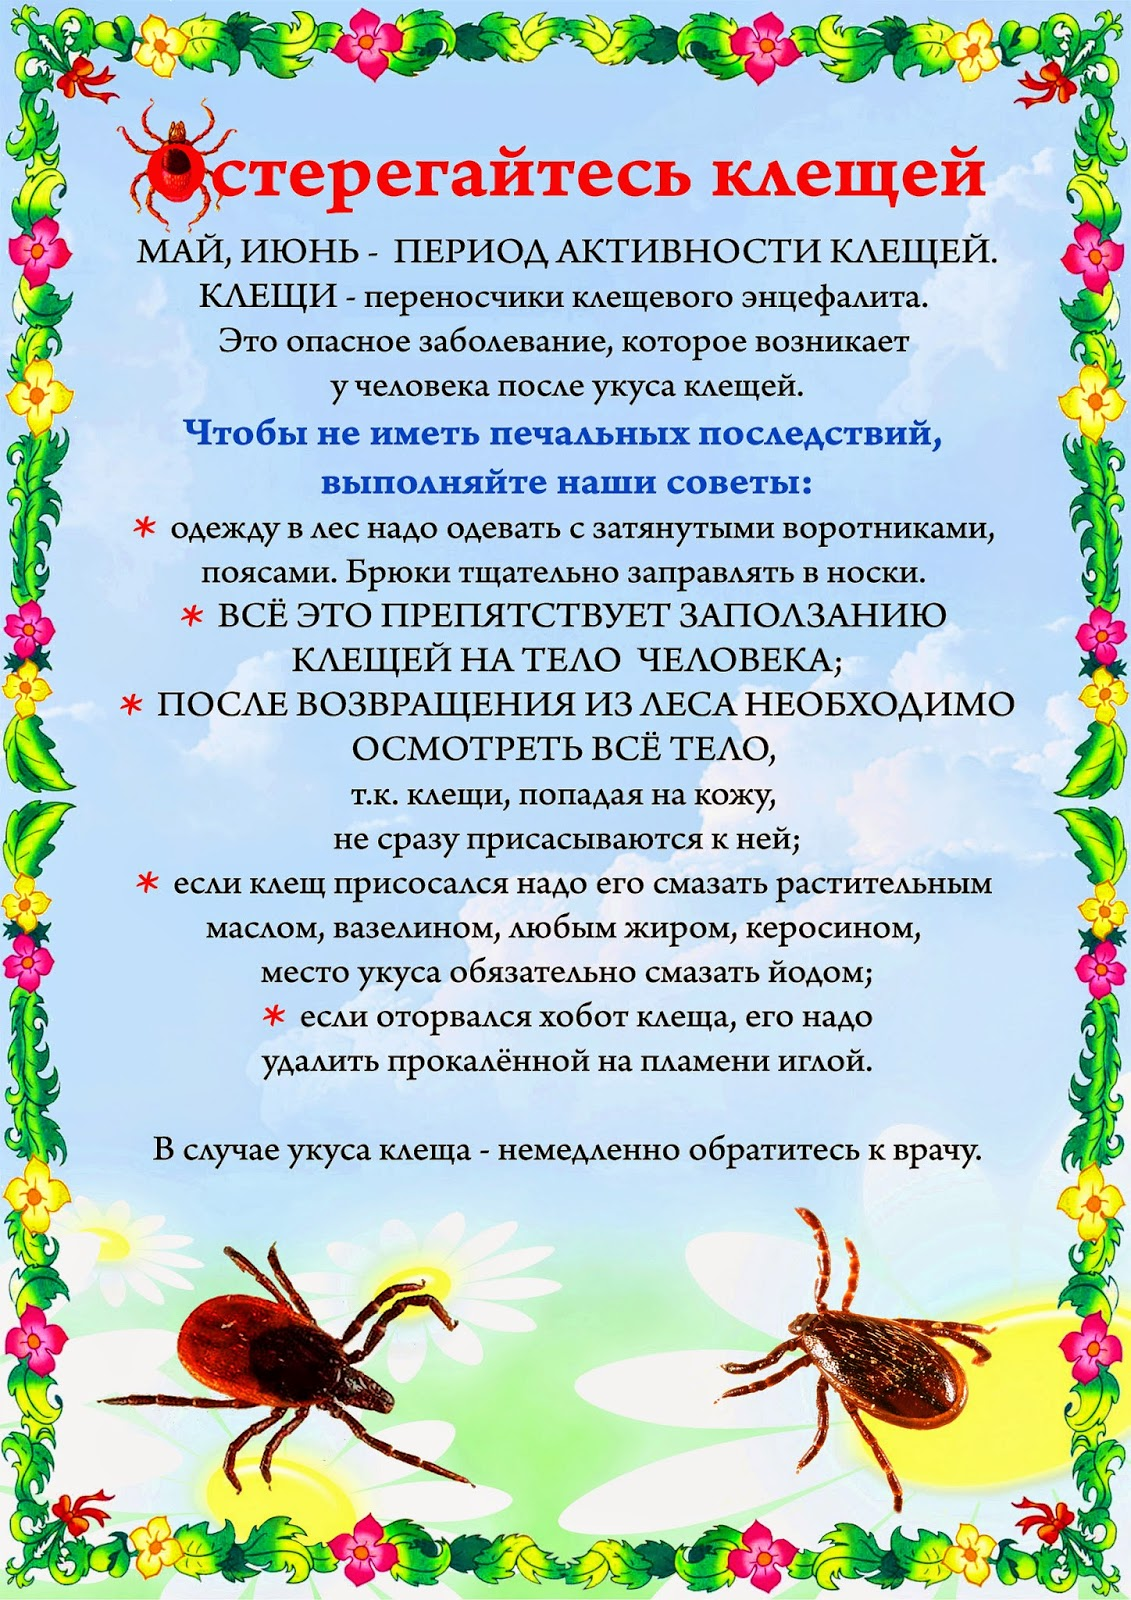 Остерегайтесь клещей
МАЙ, ИЮНЬ - ПЕРИОД АКТИВНОСТИ КЛЕЩЕЙ.
КЛЕЩИ - переносчики клещевого энцефалита.
Это опасное заболевание, которое возникает
у человека после укуса клещей.
Чтобы не иметь печальных последствий,
выполняйте наши советы:
* одежду в лес надо одевать с затянутыми воротниками,
поясами. Брюки тщательно заправлять в носки.
* ВСЁ ЭТО ПРЕПЯТСТВУЕТ ЗАПОЛЗАНИЮ
КЛЕЩЕЙ НА ТЕЛО ЧЕЛОВЕКА;
* ПОСЛЕ ВОЗВРАЩЕНИЯ ИЗ ЛЕСА НЕОБХОДИМО
ОСМОТРЕТЬ ВСЁ ТЕЛО,
т.к. клещи, попадая на кожу,
не сразу присасываются к ней;
* если клещ присосался надо его смазать растительным
маслом, вазелином, любым жиром, керосином,
место укуса обязательно смазать йодом;
* если оторвался хобот клеща, его надо
удалить прокалённой на пламени иглой.
В случае укуса клеща - немедленно обратитесь к врачу.